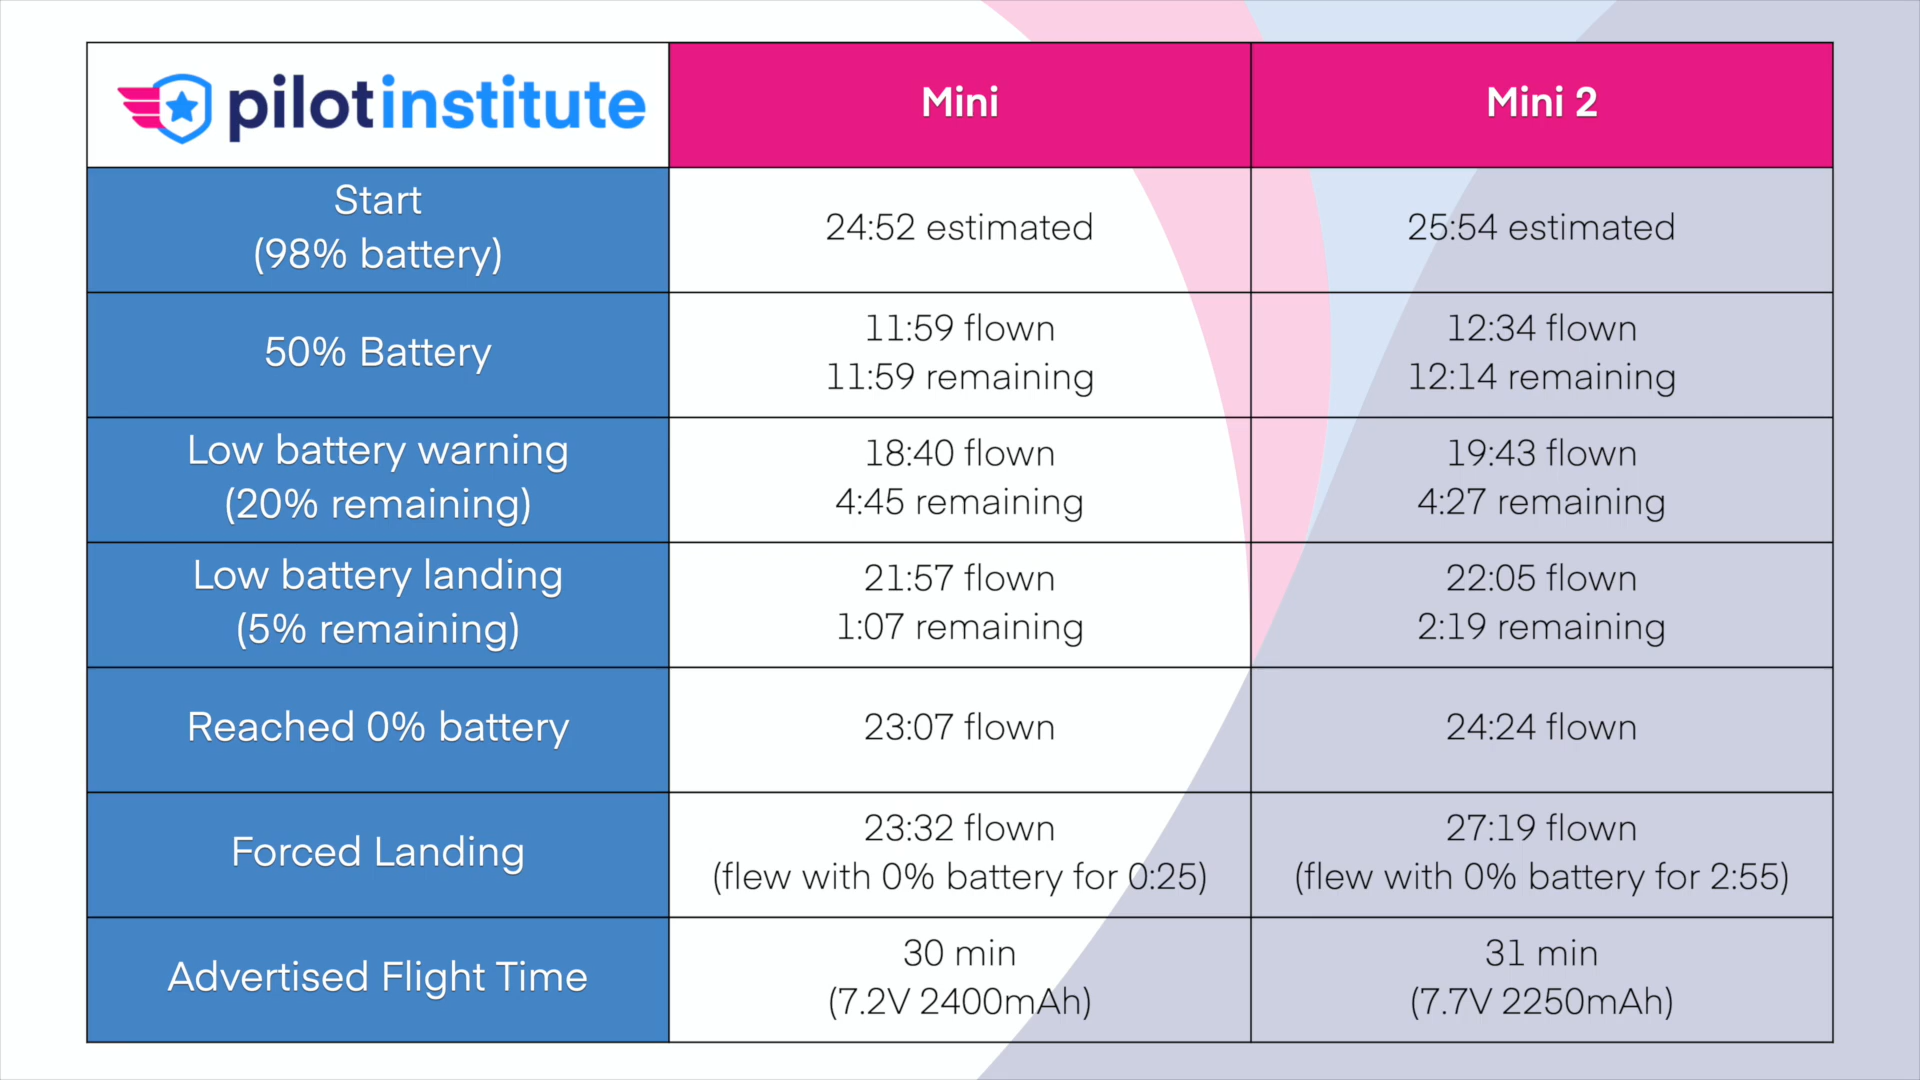 pilotinstitute
Mini
Mini 2
Start
(98% battery)
24:52 estimated
25:54 estimated
50% Battery
11:59 flown
11:59 remaining
12:34 flown
12:14 remaining
Low battery warning
(20% remaining)
18:40 flown
4:45 remaining
19:43 flown
4:27 remaining
Low battery landing
(5% remaining)
21:57 flown
1:07 remaining
22:05 flown
2:19 remaining
Reached 0% battery
23:07 flown
24:24 flown
Forced Landing
23:32 flown
(flew with 0% battery for 0:25)
27:19 flown
(flew with 0% battery for 2:55)
Advertised Flight Time
30 min
(7.2V 2400mAh)
31 min
(7.7V 2250mAh)